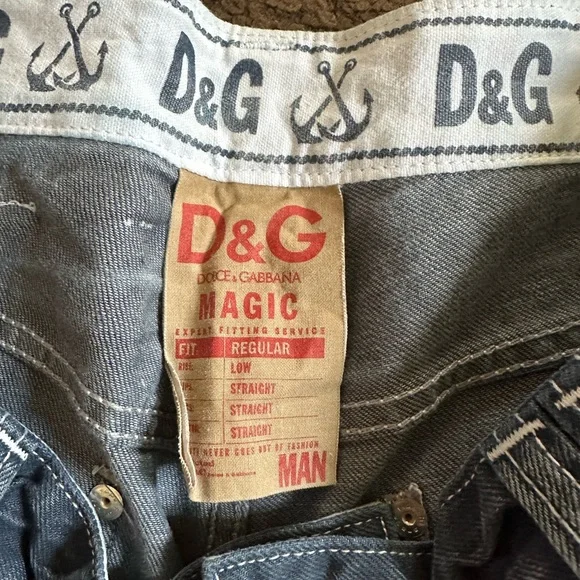 &G D&G D&G
D&G
DOLCE & GABBANA
MAGIC
EXPERT FITTING SERVICE
FIT REGULAR
LOW
STRAIGHT
STRAIGHT
STRAIGHT
NEVER GOES OUT OF FASHION
MAN